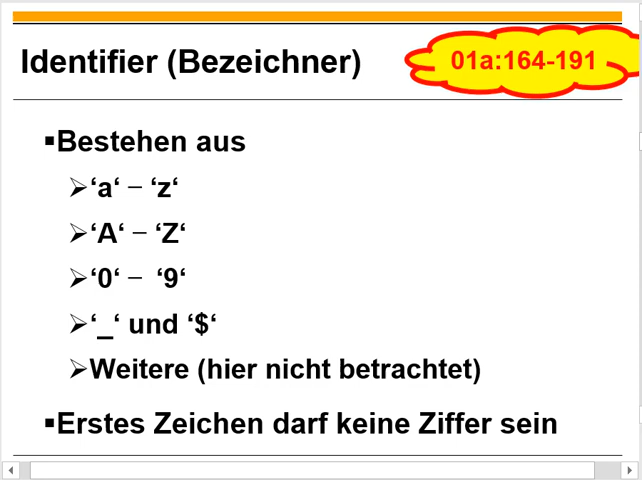 Identifier (Bezeichner)
01a:164-191
▪Bestehen aus
➢‘a‘ – ‘z‘
➢‘A‘ – ‘Z‘
➢‘0‘ – ‘9‘
➢‘_‘ und ‘$‘
➢Weitere (hier nicht betrachtet)
▪Erstes Zeichen darf keine Ziffer sein